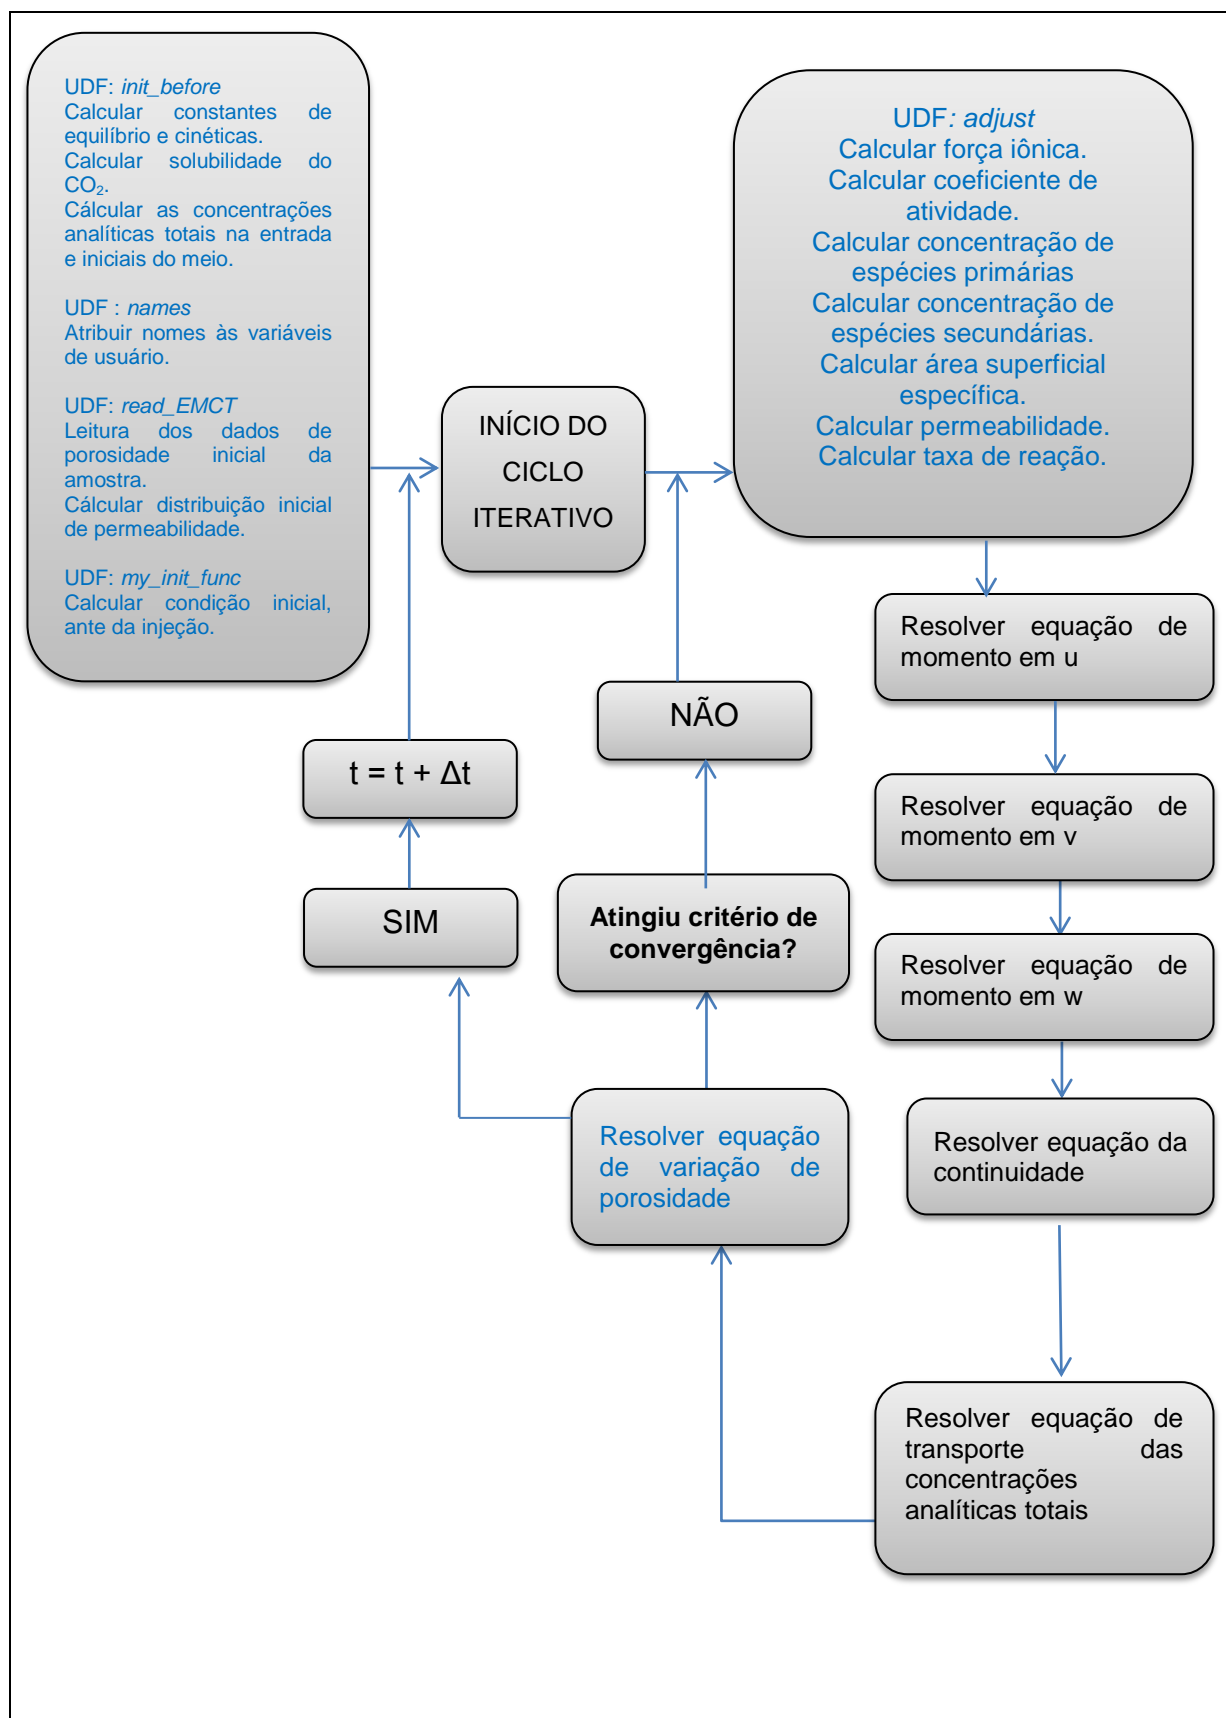 UDF: init_before
Calcular constantes de
equilíbrio e cinéticas.
Calcular solubilidade do
CO₂.
Cálcular as concentrações
analíticas totais na entrada
e iniciais do meio.
UDF : names
Atribuir nomes às variáveis
de usuário.
UDF: read_EMCT
Leitura dos dados de
porosidade inicial da
amostra.
Cálcular distribuição inicial
de permeabilidade.
UDF: my_init_func
Calcular condição inicial,
ante da injeção.
INÍCIO DO
CICLO
ITERATIVO
UDF: adjust
Calcular força iônica.
Calcular coeficiente de
atividade.
Calcular concentração de
espécies primárias
Calcular concentração de
espécies secundárias.
Calcular área superficial
específica.
Calcular permeabilidade.
Calcular taxa de reação.
Resolver equação de
momento em u
Resolver equação de
momento em v
Resolver equação de
momento em w
Resolver equação da
continuidade
Resolver equação de
transporte das
concentrações
analíticas totais
Resolver equação
de variação de
porosidade
Atingiu critério de
convergência?
NÃO
SIM
t = t + Δt